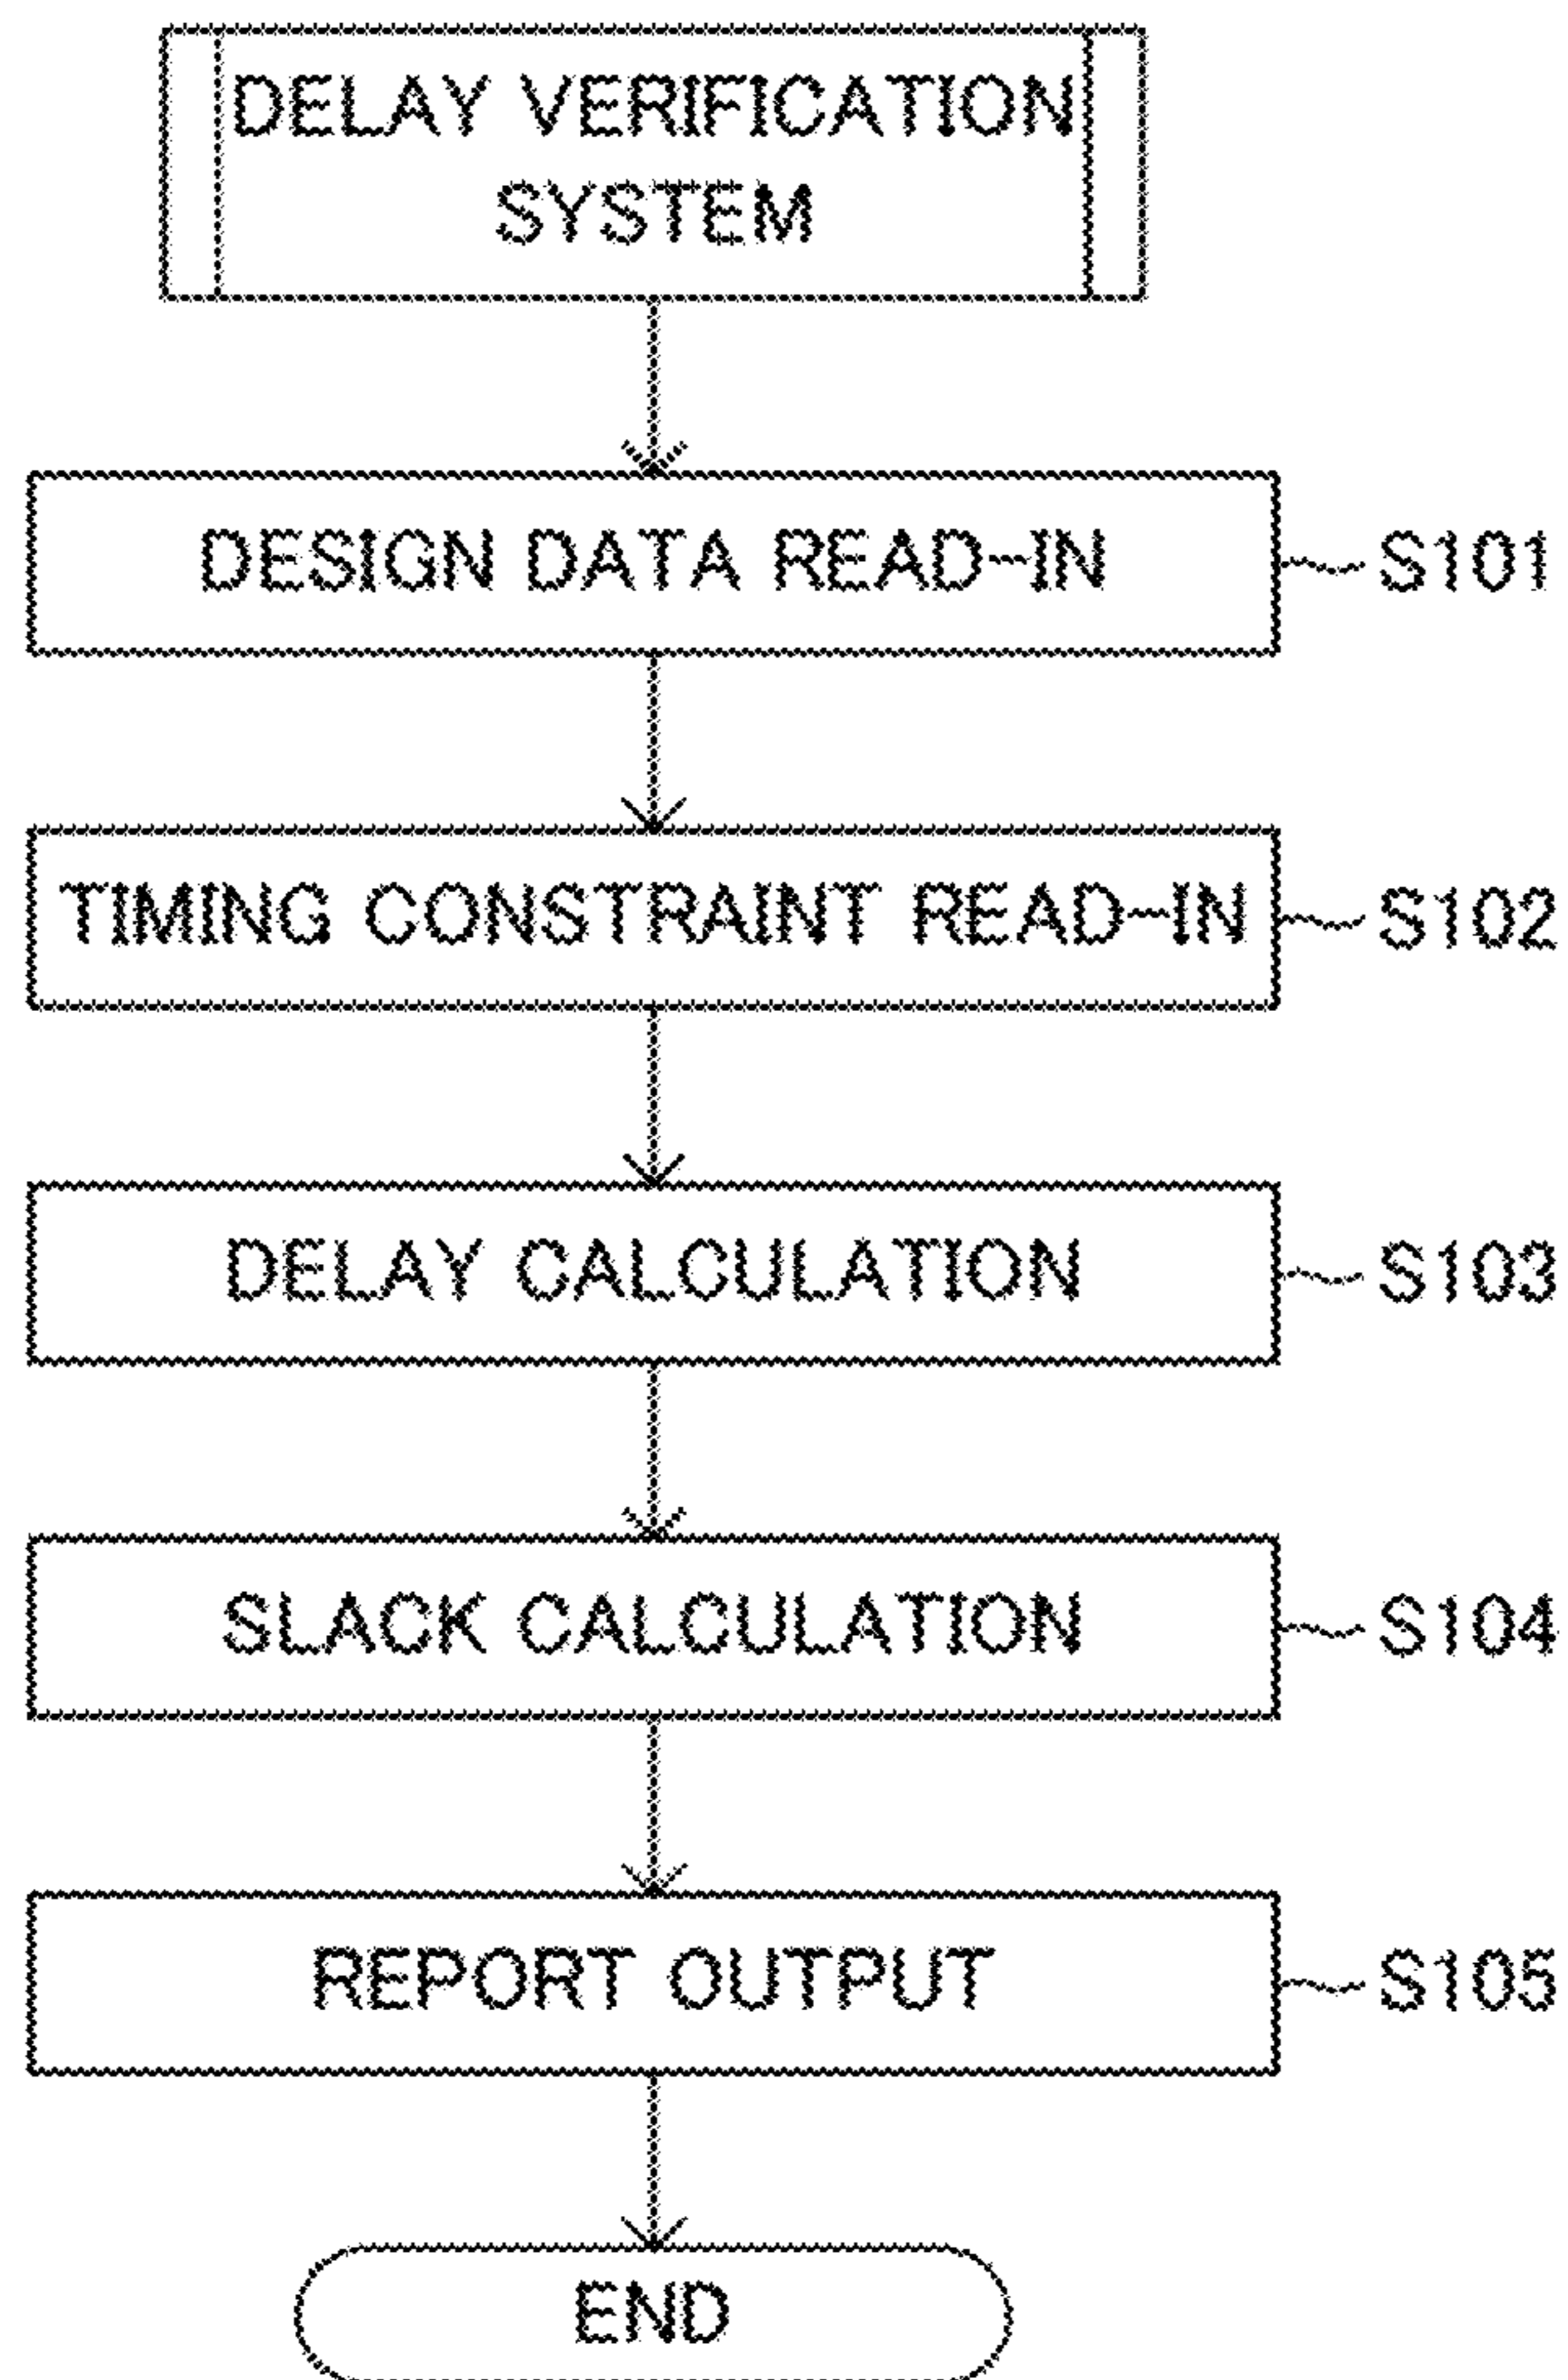 DELAY VERIFICATION
SYSTEM
DESIGN DATA READ-IN
S101
TIMING CONSTRAINT READ-IN
S102
DELAY CALCULATION
S103
SLACK CALCULATION
S104
REPORT OUTPUT
S105
END